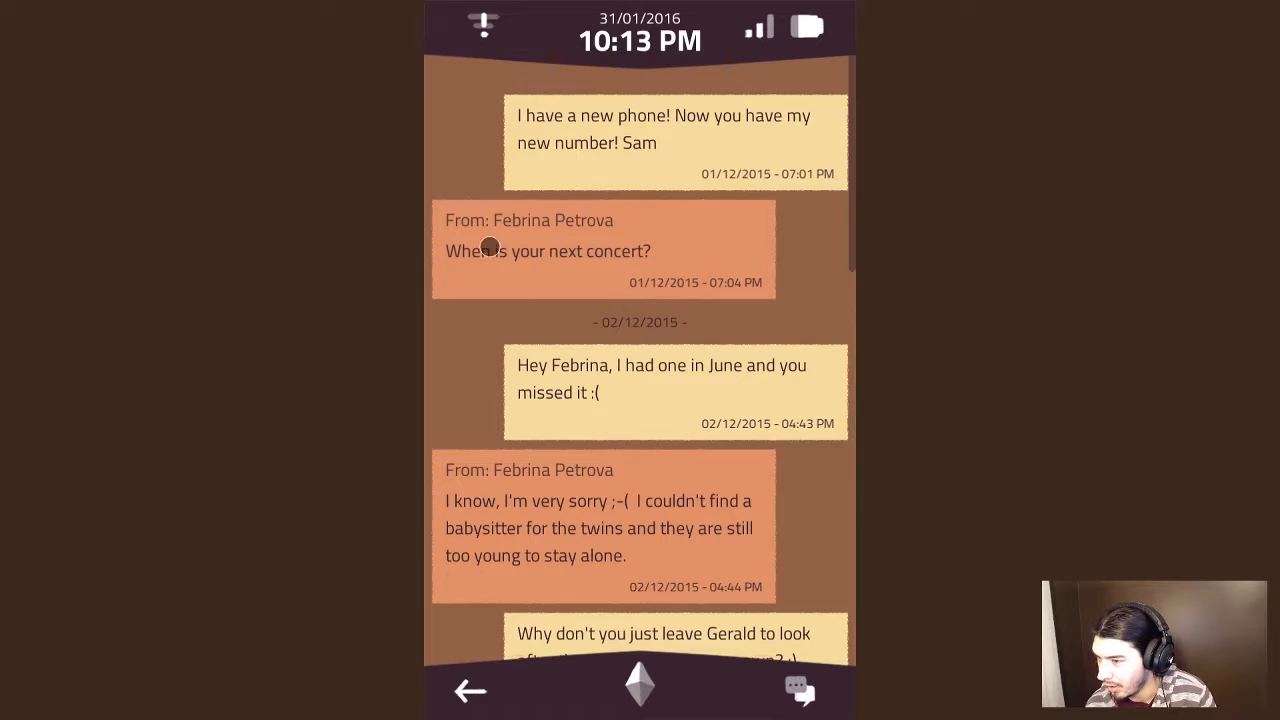 31/01/2016
10:13 PM
I have a new phone! Now you have my
new number! Sam
01/12/2015 - 07:01 PM
From: Febrina Petrova
When is your next concert?
01/12/2015 - 07:04 PM
- 02/12/2015 -
Hey Febrina, I had one in June and you
missed it :(
02/12/2015 - 04:43 PM
From: Febrina Petrova
I know, I'm very sorry ;-(  I couldn't find a
babysitter for the twins and they are still
too young to stay alone.
02/12/2015 - 04:44 PM
Why don't you just leave Gerald to look